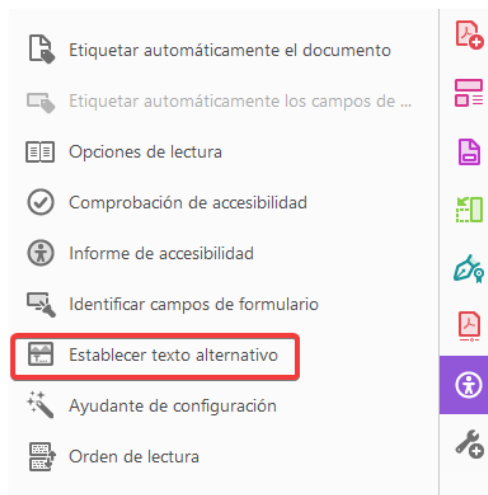 Etiquetar automáticamente el documento
Etiquetar automáticamente los campos de ...
Opciones de lectura
Comprobación de accesibilidad
Informe de accesibilidad
Identificar campos de formulario
Establecer texto alternativo
Ayudante de configuración
Orden de lectura